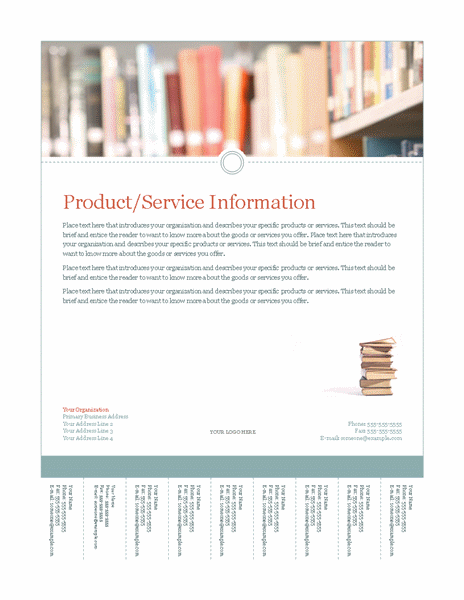 Product/Service Information
Place text here that introduces your organization and describes your specific products or services. This text should be
brief and entice the reader to want to know more about the goods or services you offer. Place text here that introduces
your organization and describes your specific products or services. This text should be brief and entice the reader to
want to know more about the goods or services you offer.
Place text here that introduces your organization and describes your specific products or services. This text should be
brief and entice the reader to want to know more about the goods or services you offer.
Place text here that introduces your organization and describes your specific products or services. This text should be
brief and entice the reader to want to know more about the goods or services you offer.
Your Organization
Primary Business Address
Your Address Line 2
Your Address Line 3
Your Address Line 4
YOUR LOGO HERE
Phone: 555-555-5555
Fax: 555-555-5555
E-mail: someone@example.com
Your Name
Phone: 555-555-5555
Fax: 555-555-5555
E-mail: someone@example.com
Your Name
Phone: 555-555-5555
Fax: 555-555-5555
E-mail: someone@example.com
Your Name
Phone: 555-555-5555
Fax: 555-555-5555
E-mail: someone@example.com
Your Name
Phone: 555-555-5555
Fax: 555-555-5555
E-mail: someone@example.com
Your Name
Phone: 555-555-5555
Fax: 555-555-5555
E-mail: someone@example.com
Your Name
Phone: 555-555-5555
Fax: 555-555-5555
E-mail: someone@example.com
Your Name
Phone: 555-555-5555
Fax: 555-555-5555
E-mail: someone@example.com
Your Name
Phone: 555-555-5555
Fax: 555-555-5555
E-mail: someone@example.com
Your Name
Phone: 555-555-5555
Fax: 555-555-5555
E-mail: someone@example.com